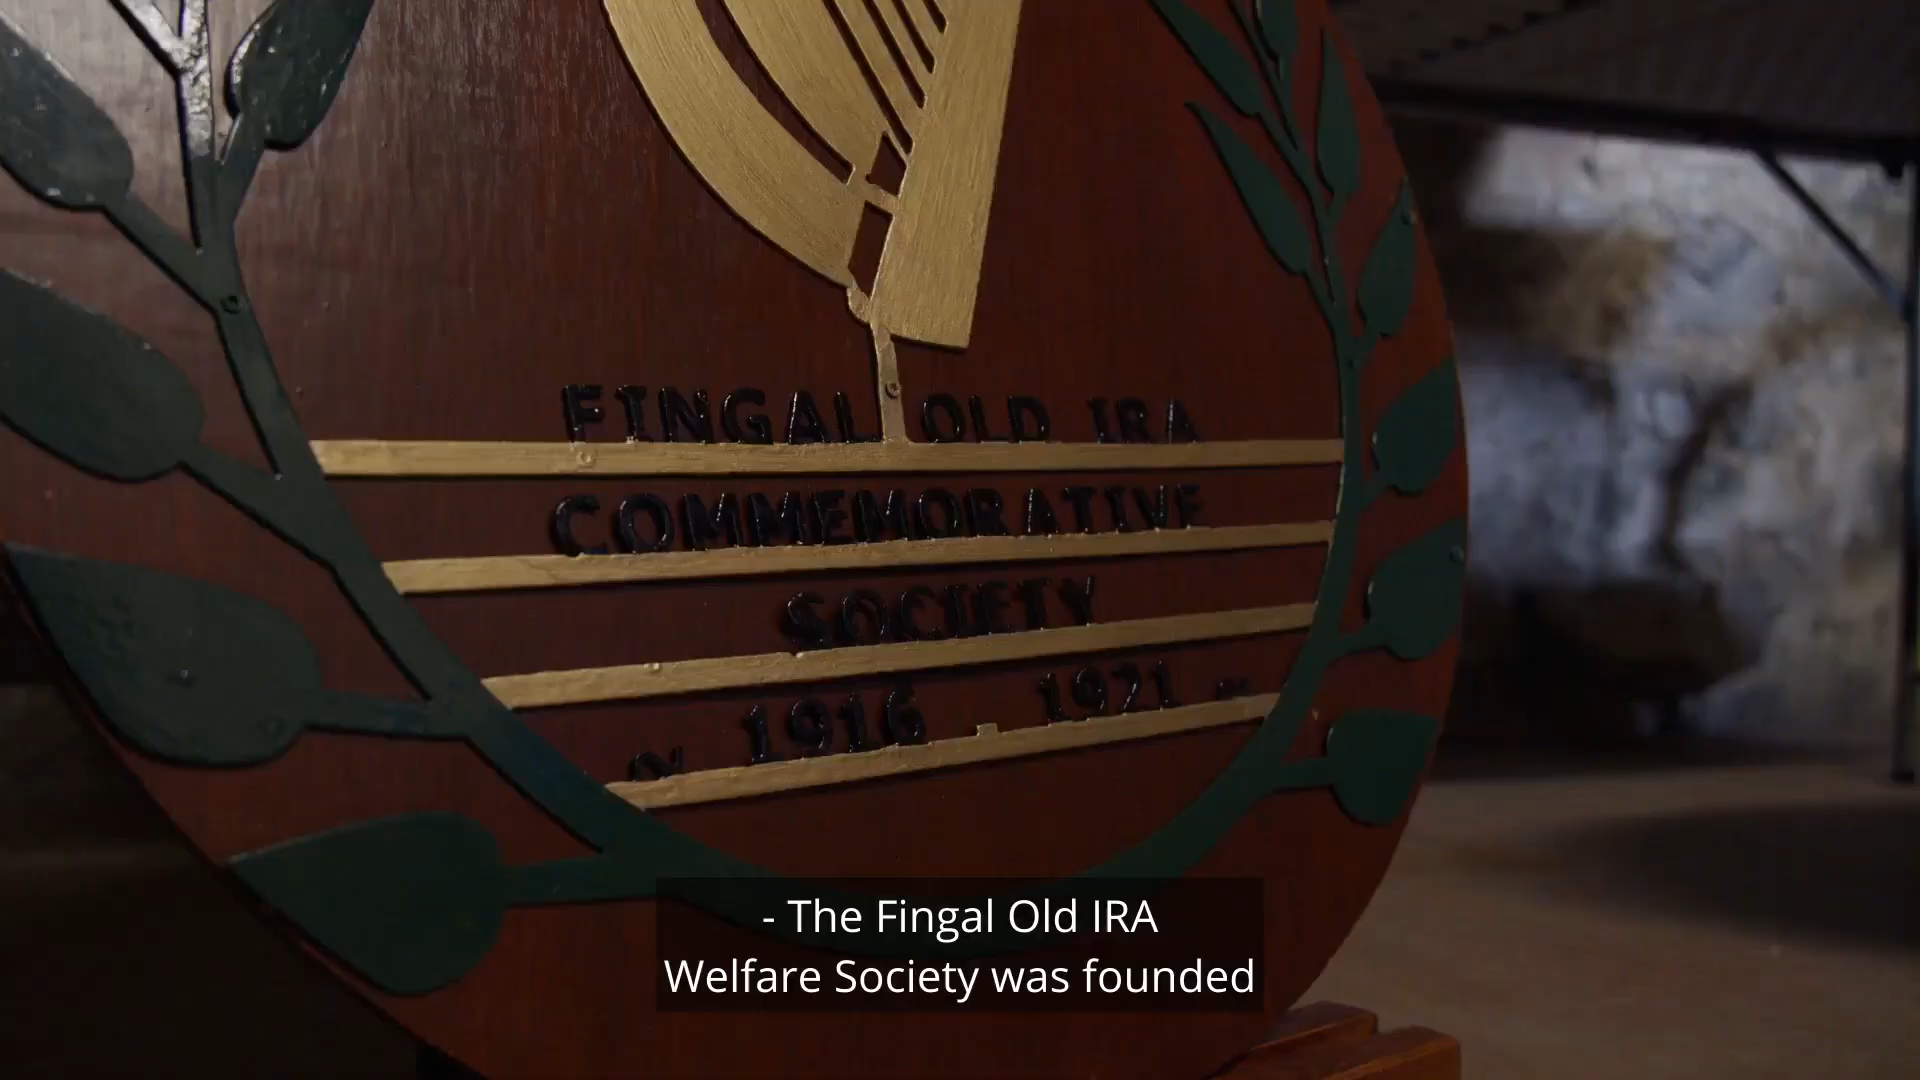 FINGAL OLD IRA
COMMEMORATIVE
SOCIETY
~ 1916 - 1921 ~
- The Fingal Old IRA
Welfare Society was founded